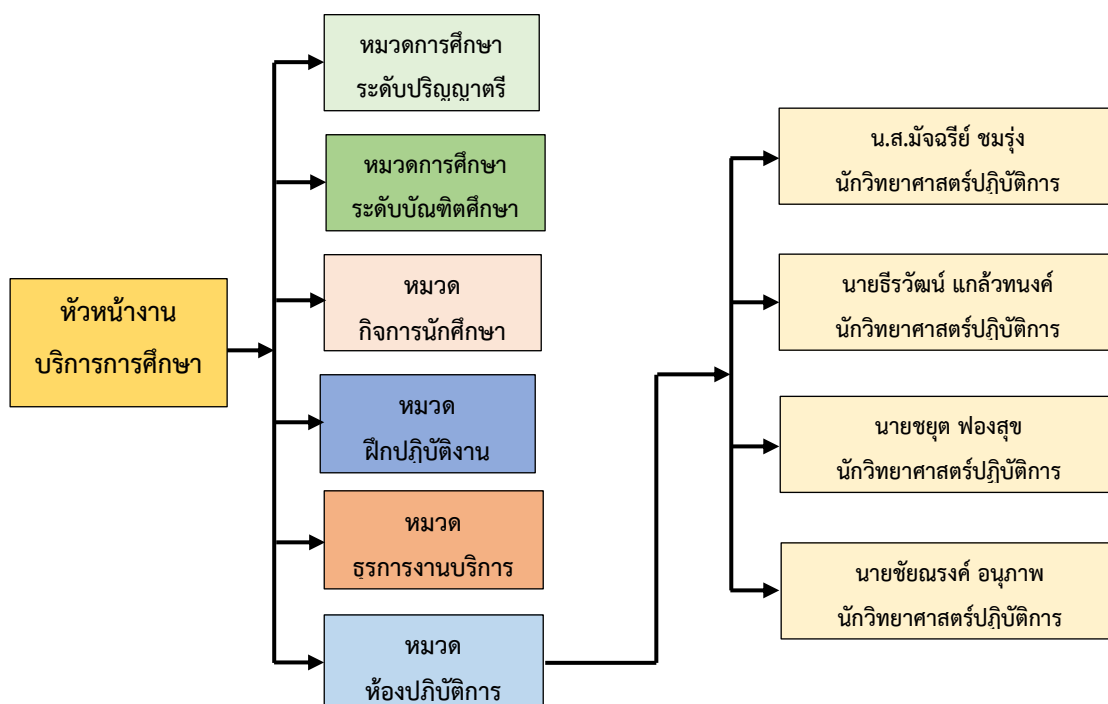 หัวหน้างาน
บริการการศึกษา
หมวดการศึกษา
ระดับปริญญาตรี
หมวดการศึกษา
ระดับบัณฑิตศึกษา
หมวด
กิจการนักศึกษา
หมวด
ฝึกปฏิบัติงาน
หมวด
ธุรการงานบริการ
หมวด
ห้องปฏิบัติการ
น.ส.มัจฉรีย์ ชมรุ่ง
นักวิทยาศาสตร์ปฏิบัติการ
นายธีรวัฒน์ แกล้วทนงค์
นักวิทยาศาสตร์ปฏิบัติการ
นายชยุต ฟองสุข
นักวิทยาศาสตร์ปฏิบัติการ
นายชัยณรงค์ อนุภาพ
นักวิทยาศาสตร์ปฏิบัติการ